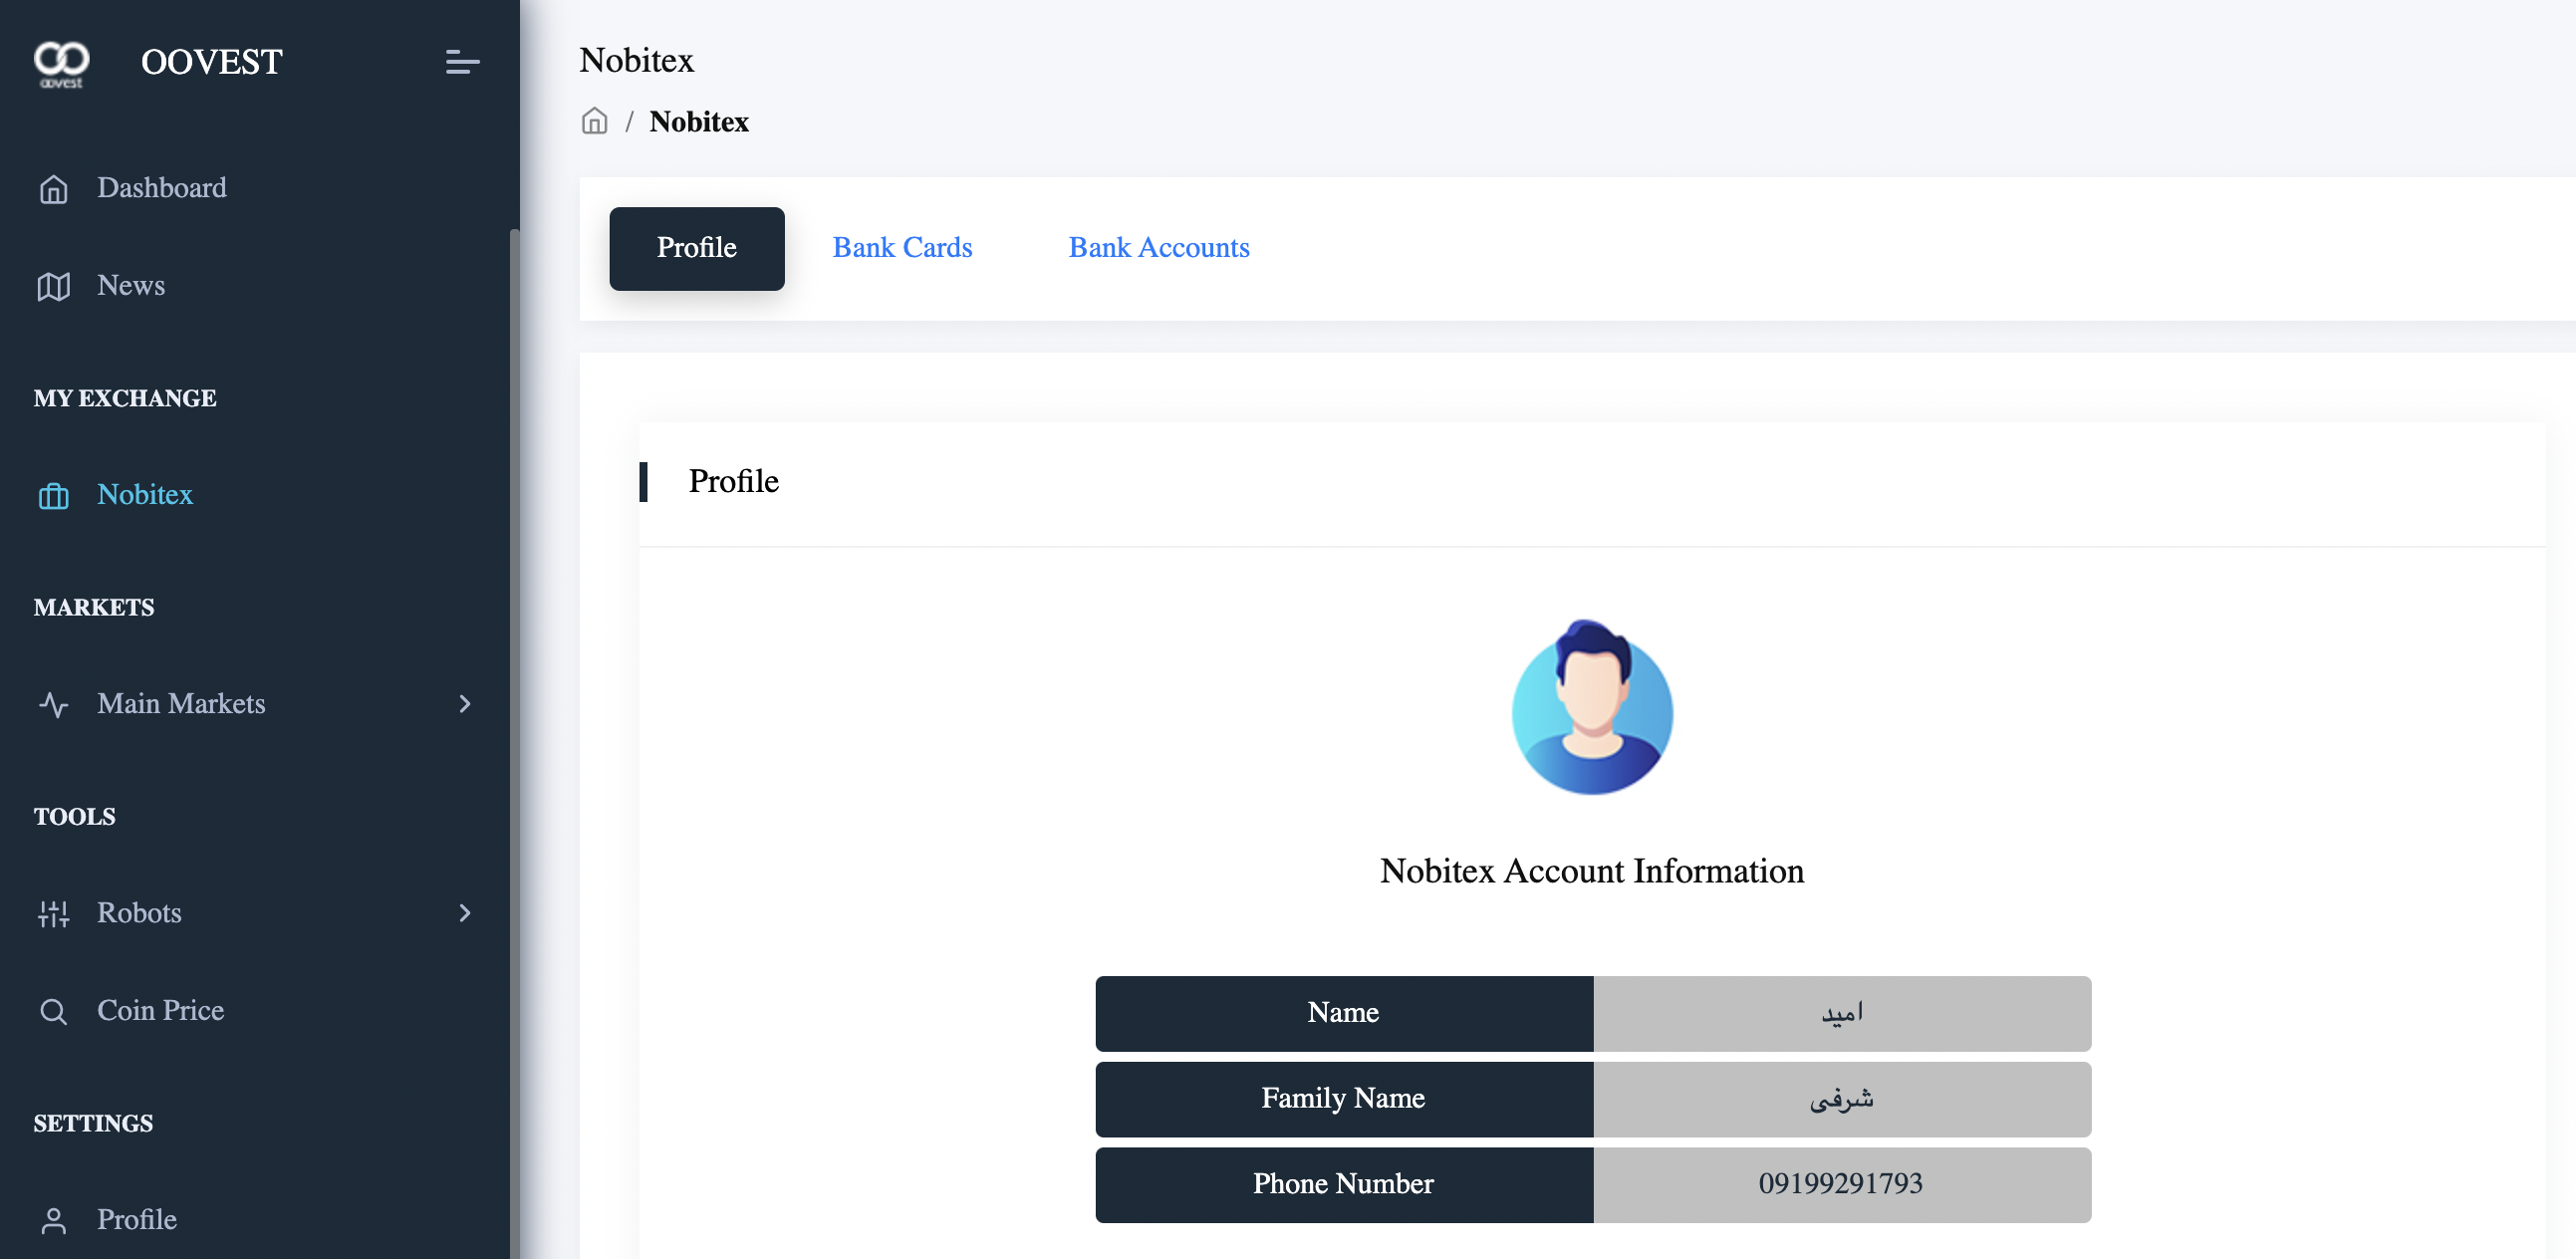 oovest
OOVEST
Dashboard
News
MY EXCHANGE
Nobitex
MARKETS
Main Markets
TOOLS
Robots
Coin Price
SETTINGS
Profile
Nobitex
/ Nobitex
Profile Bank Cards Bank Accounts
Profile
Nobitex Account Information
Name امید
Family Name شرفی
Phone Number 09199291793